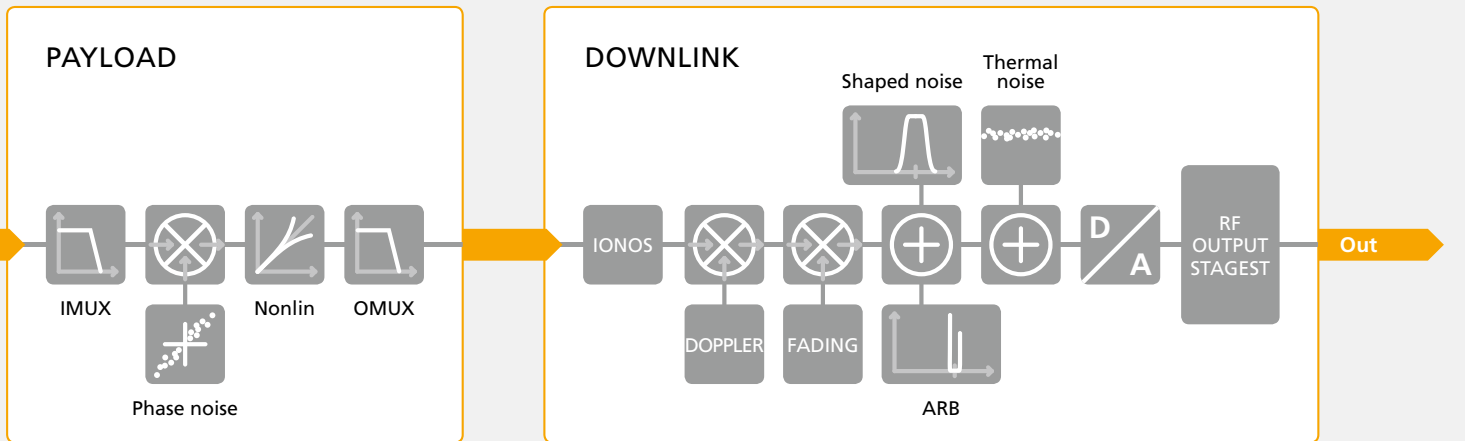 PAYLOAD
IMUX
Nonlin
OMUX
Phase noise
DOWNLINK
Shaped noise
Thermal
noise
IONOS
D
A
RF
OUTPUT
STAGEST
Out
DOPPLER
FADING
ARB